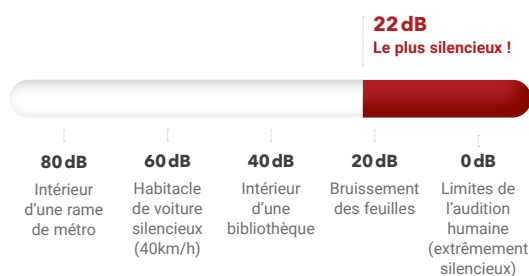 22 dB
Le plus silencieux !
80 dB
Intérieur
d'une rame
de métro
60 dB
Habitacle
de voiture
silencieux
(40km/h)
40 dB
Intérieur
d'une
bibliothèque
20 dB
Bruissement
des feuilles
0 dB
Limites de
l'audition
humaine
(extrêmement
silencieux)